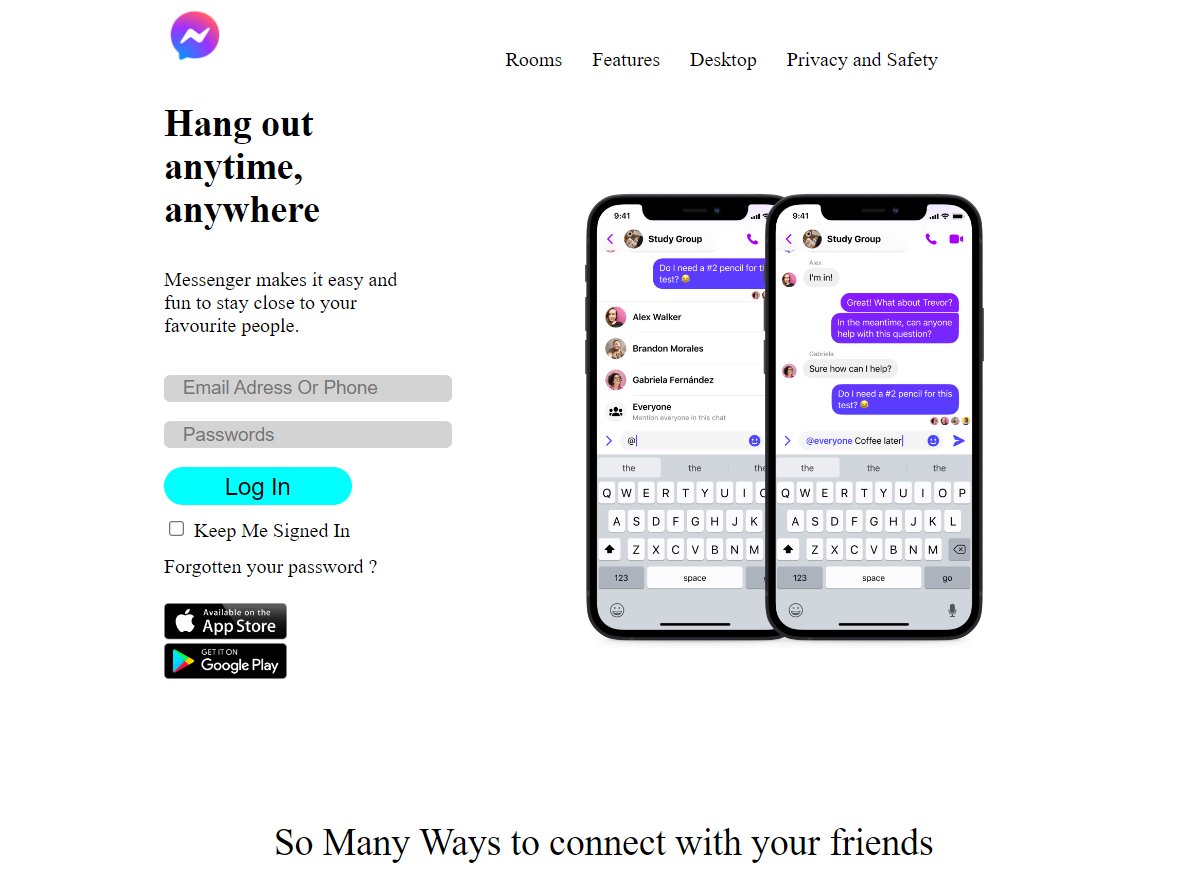 Rooms Features Desktop Privacy and Safety
Hang out
anytime,
anywhere
Messenger makes it easy and
fun to stay close to your
favourite people.
Email Adress Or Phone
Passwords
Log In
Keep Me Signed In
Forgotten your password ?
Available on the
App Store
GET IT ON
Google Play
9:41
Study Group
Do I need a #2 pencil for t
test? 😂
Alex Walker
Brandon Morales
Gabriela Fernández
Everyone
Mention everyone in this chat
@
the the the
Q W E R T Y U I O
A S D F G H J K
Z X C V B N M
123 space g
9:41
Study Group
Alex
I'm in!
Great! What about Trevor?
In the meantime, can anyone
help with this question?
Gabriela
Sure how can I help?
Do I need a #2 pencil for this
test? 😂
@everyone Coffee later
the the the
Q W E R T Y U I O P
A S D F G H J K L
Z X C V B N M
123 space go
So Many Ways to connect with your friends